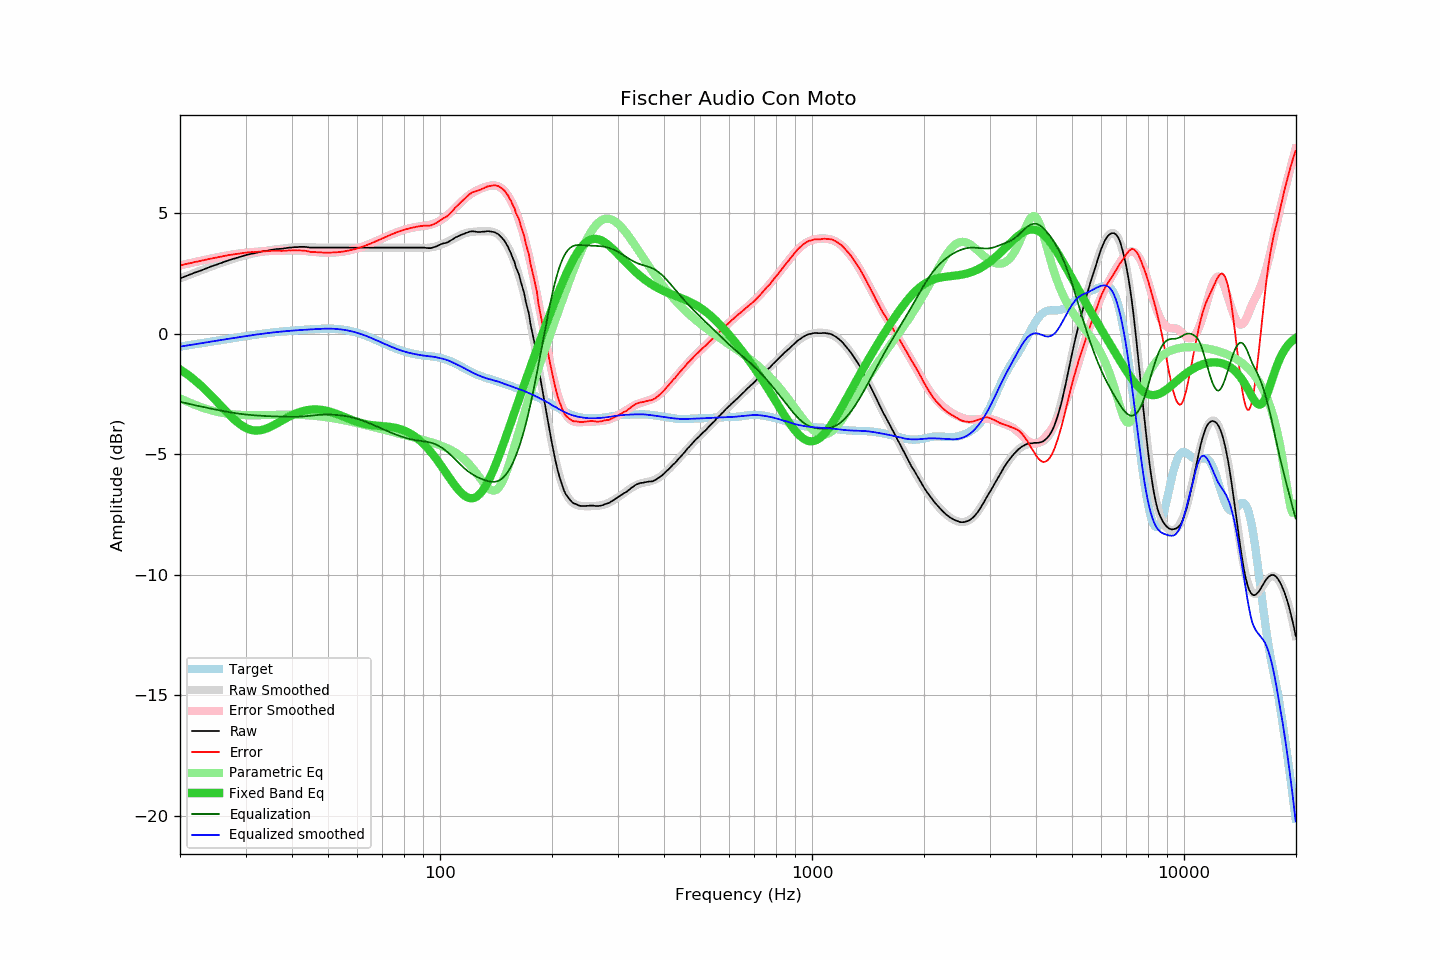 Fischer Audio Con Moto
Amplitude (dBr)
5
0
−5
−10
−15
−20
Target
Raw Smoothed
Error Smoothed
Raw
Error
Parametric Eq
Fixed Band Eq
Equalization
Equalized smoothed
100
1000
10000
Frequency (Hz)